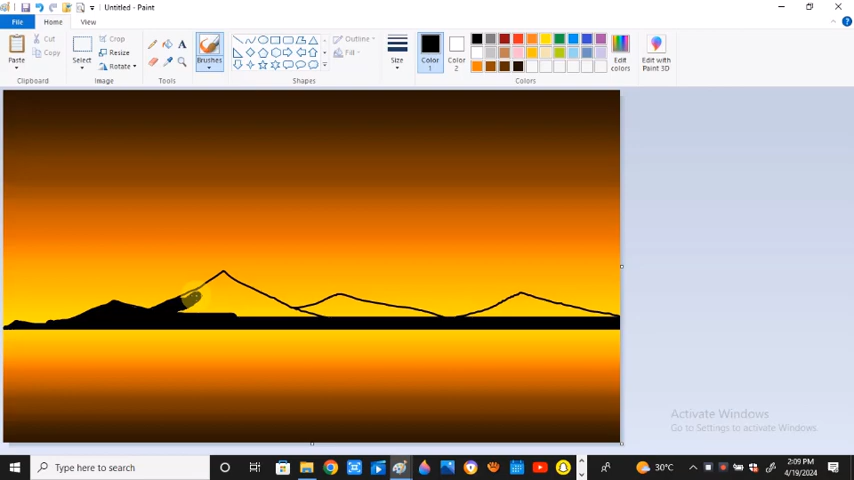 Untitled - Paint
File Home View
Paste
Clipboard
Cut
Copy
Select
Crop
Resize
Rotate
Image
A
Tools
Brushes
Outline
Fill
Shapes
Size
Color 1
Color 2
Edit colors
Colors
Edit with Paint 3D
Activate Windows
Go to Settings to activate Windows.
Type here to search
30°C
2:09 PM
4/19/2024